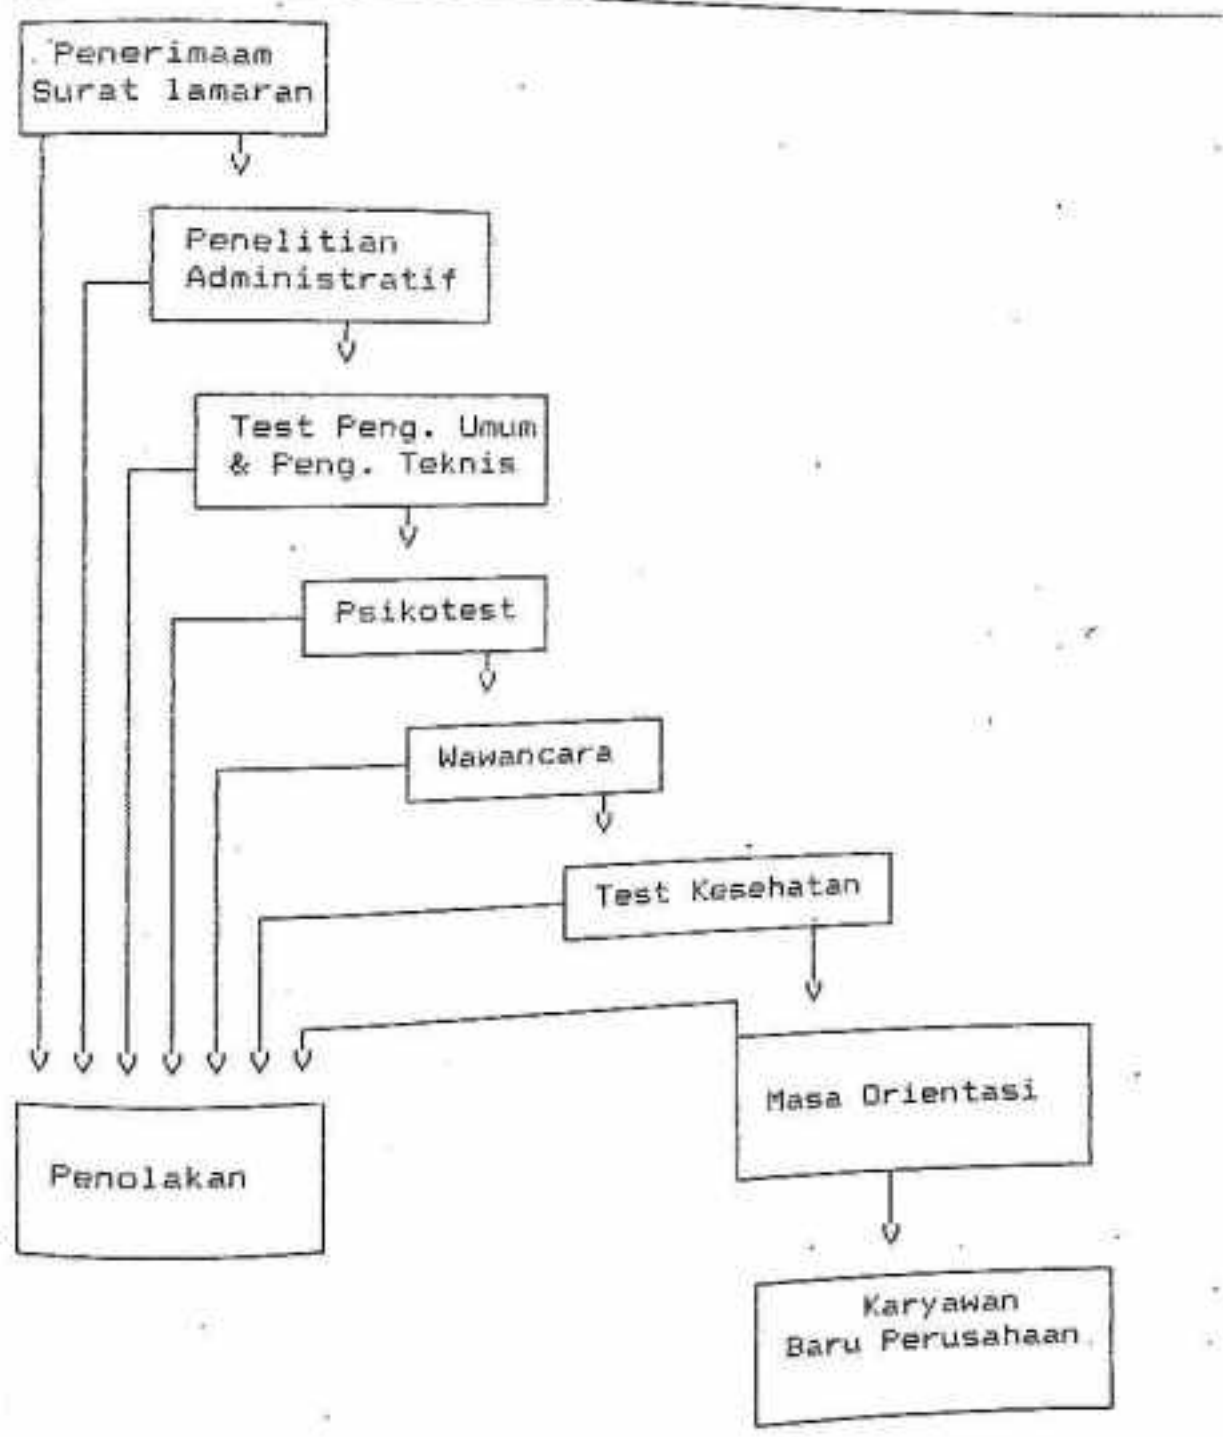 Penerimaam
Surat lamaran
Penelitian
Administratif
Test Peng. Umum
& Peng. Teknis
Psikotest
Wawancara
Test Kesehatan
Masa Orientasi
Penolakan
Karyawan
Baru Perusahaan